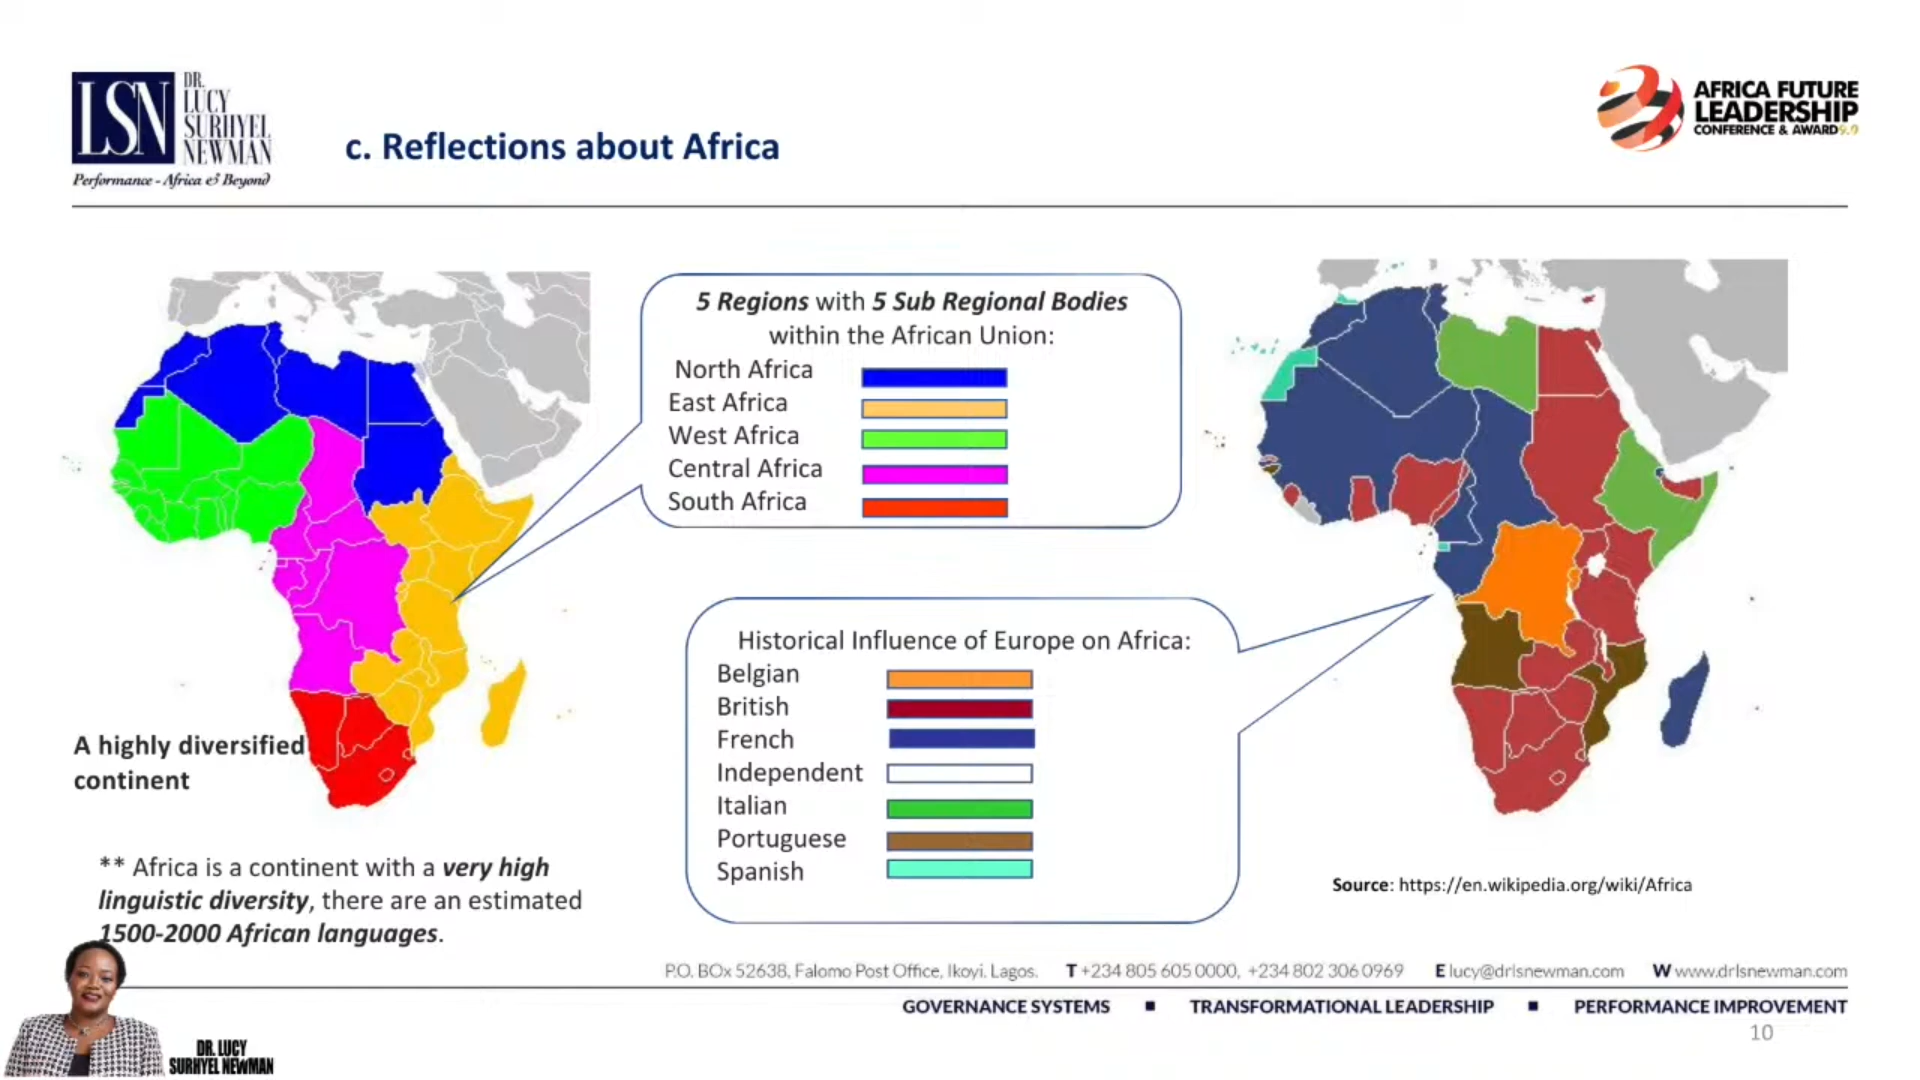 LSN
DR.
LUCY
SURHYEL
NEWMAN
Performance - Africa & Beyond
c. Reflections about Africa
AFRICA FUTURE
LEADERSHIP
CONFERENCE & AWARD 9.0
5 Regions with 5 Sub Regional Bodies
within the African Union:
North Africa
East Africa
West Africa
Central Africa
South Africa
Historical Influence of Europe on Africa:
Belgian
British
French
Independent
Italian
Portuguese
Spanish
A highly diversified
continent
** Africa is a continent with a very high
linguistic diversity, there are an estimated
1500-2000 African languages.
Source: https://en.wikipedia.org/wiki/Africa
P.O. BOx 52638, Falomo Post Office, Ikoyi. Lagos. T +234 805 605 0000, +234 802 306 0969 E lucy@drlsnewman.com W www.drlsnewman.com
GOVERNANCE SYSTEMS ■ TRANSFORMATIONAL LEADERSHIP ■ PERFORMANCE IMPROVEMENT
10
DR. LUCY
SURHYEL NEWMAN